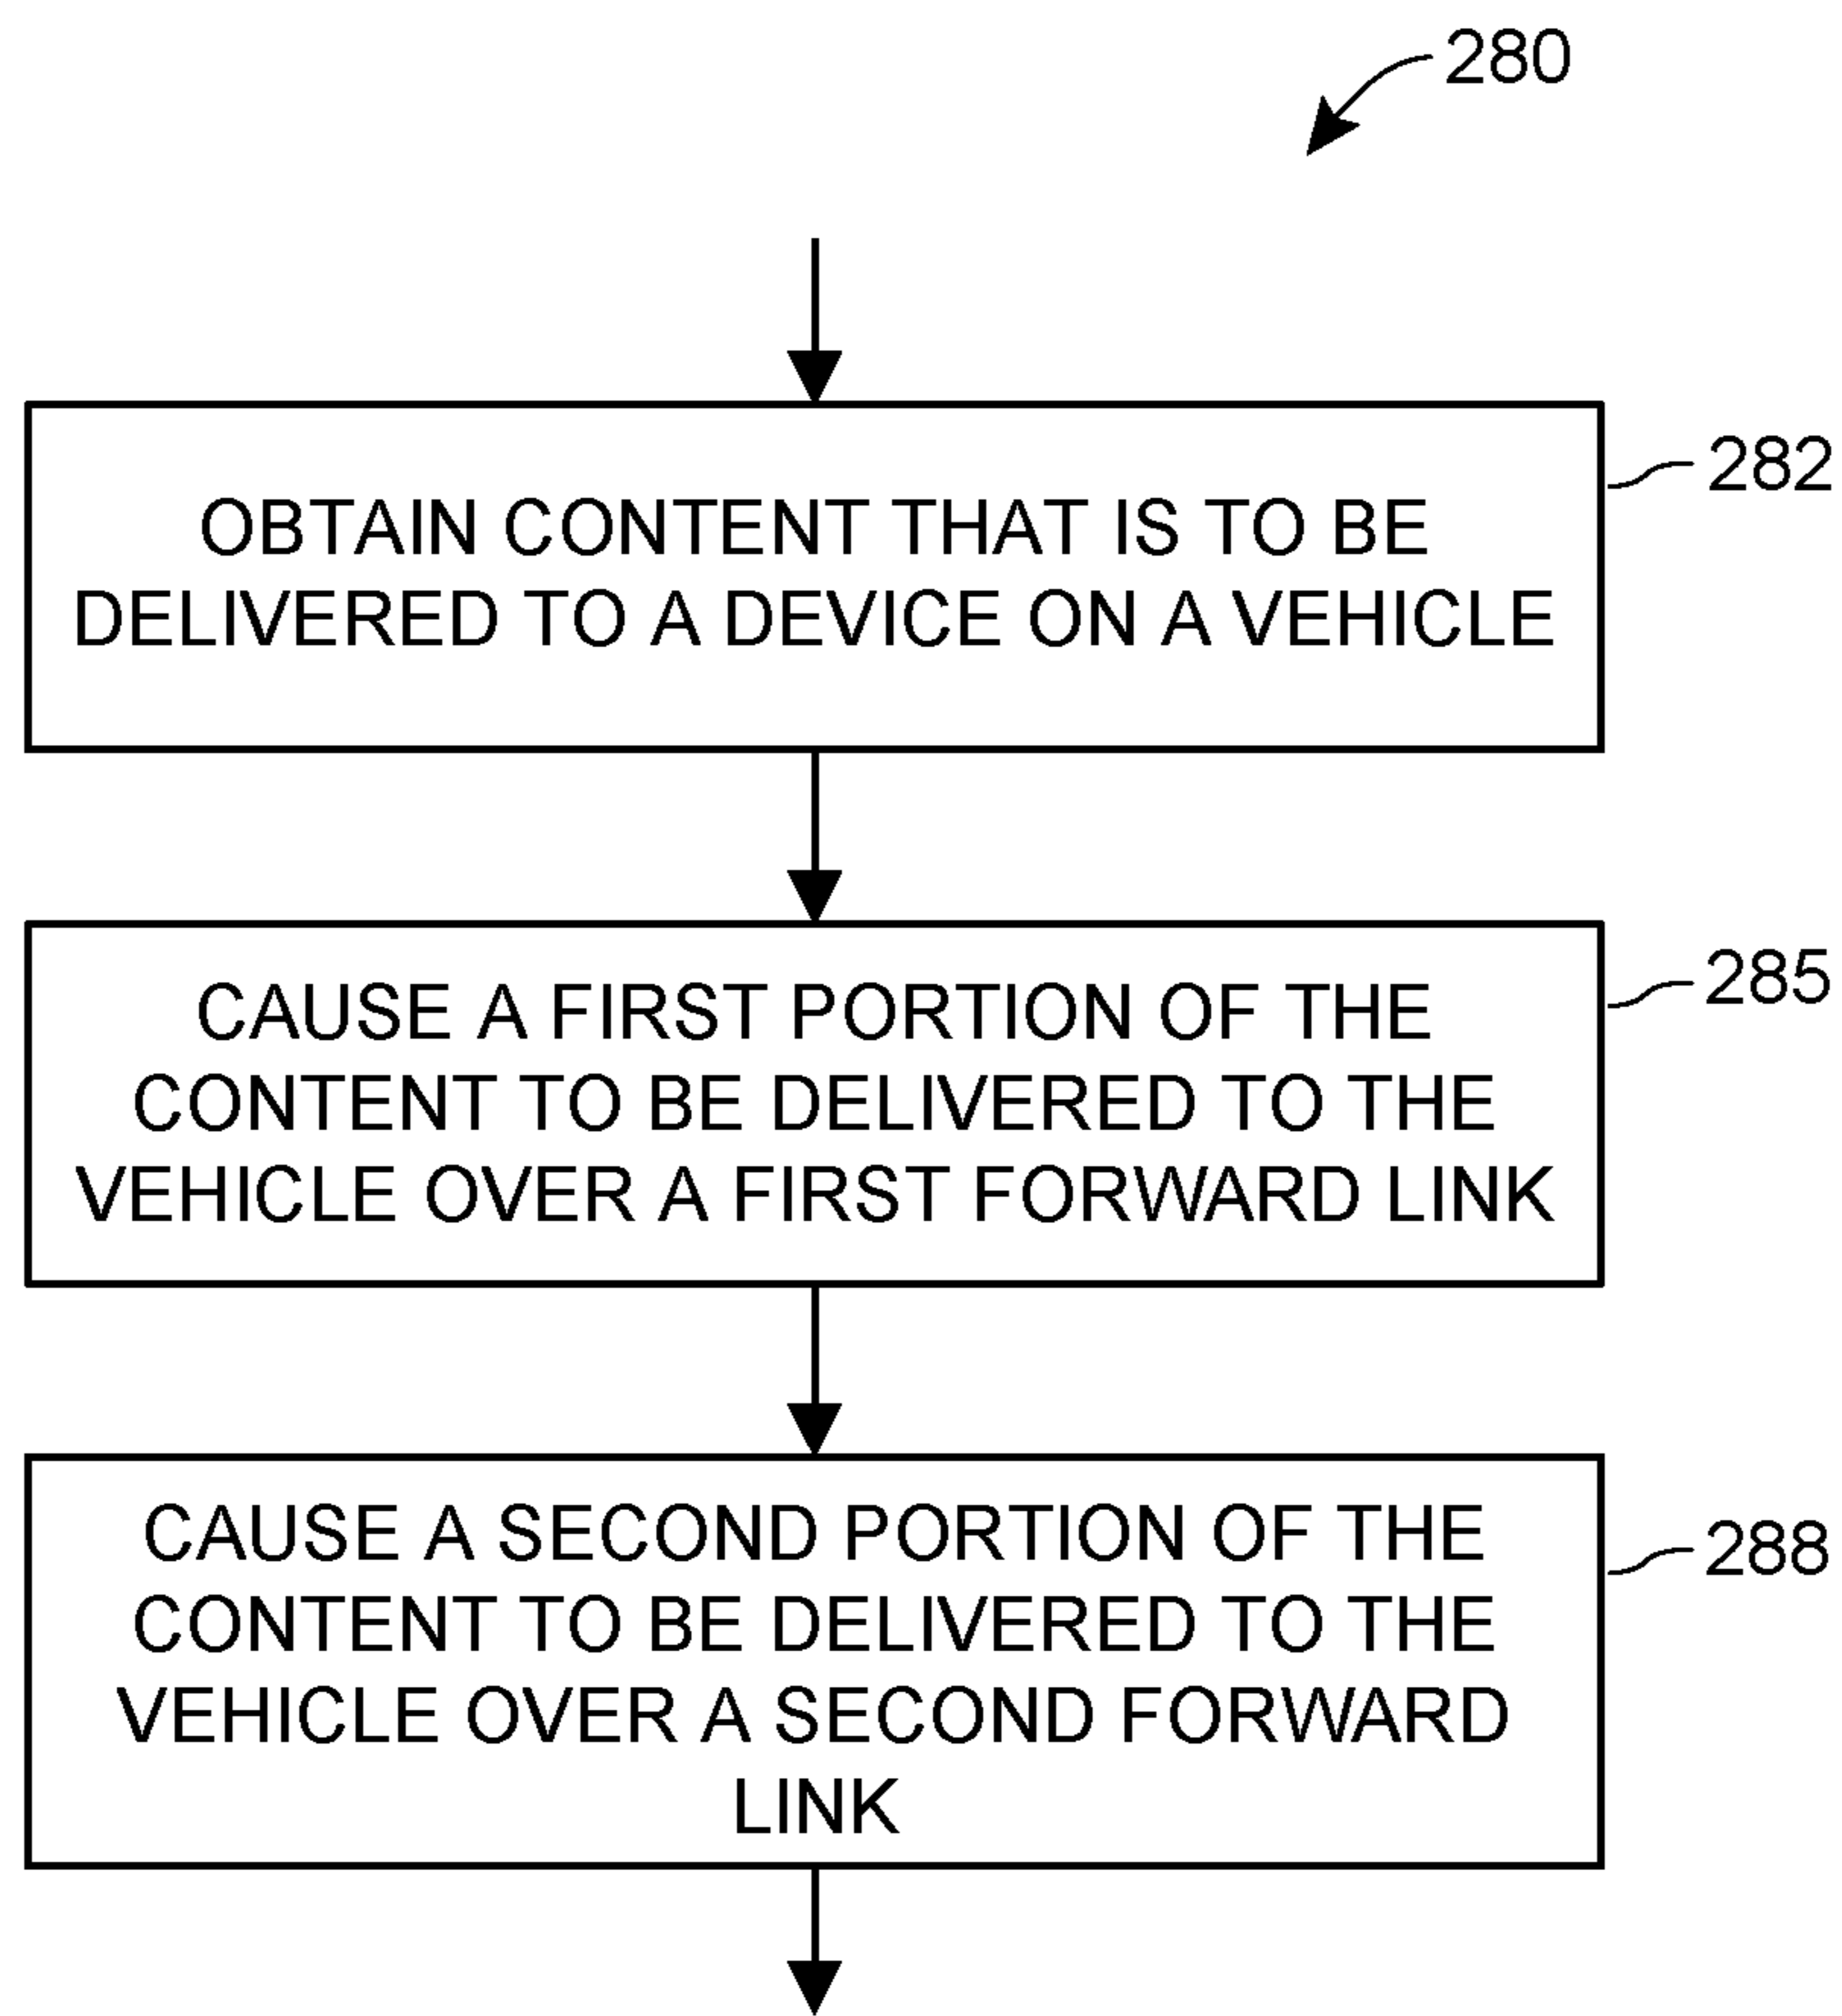 280
OBTAIN CONTENT THAT IS TO BE
DELIVERED TO A DEVICE ON A VEHICLE
282
CAUSE A FIRST PORTION OF THE
CONTENT TO BE DELIVERED TO THE
VEHICLE OVER A FIRST FORWARD LINK
285
CAUSE A SECOND PORTION OF THE
CONTENT TO BE DELIVERED TO THE
VEHICLE OVER A SECOND FORWARD
LINK
288